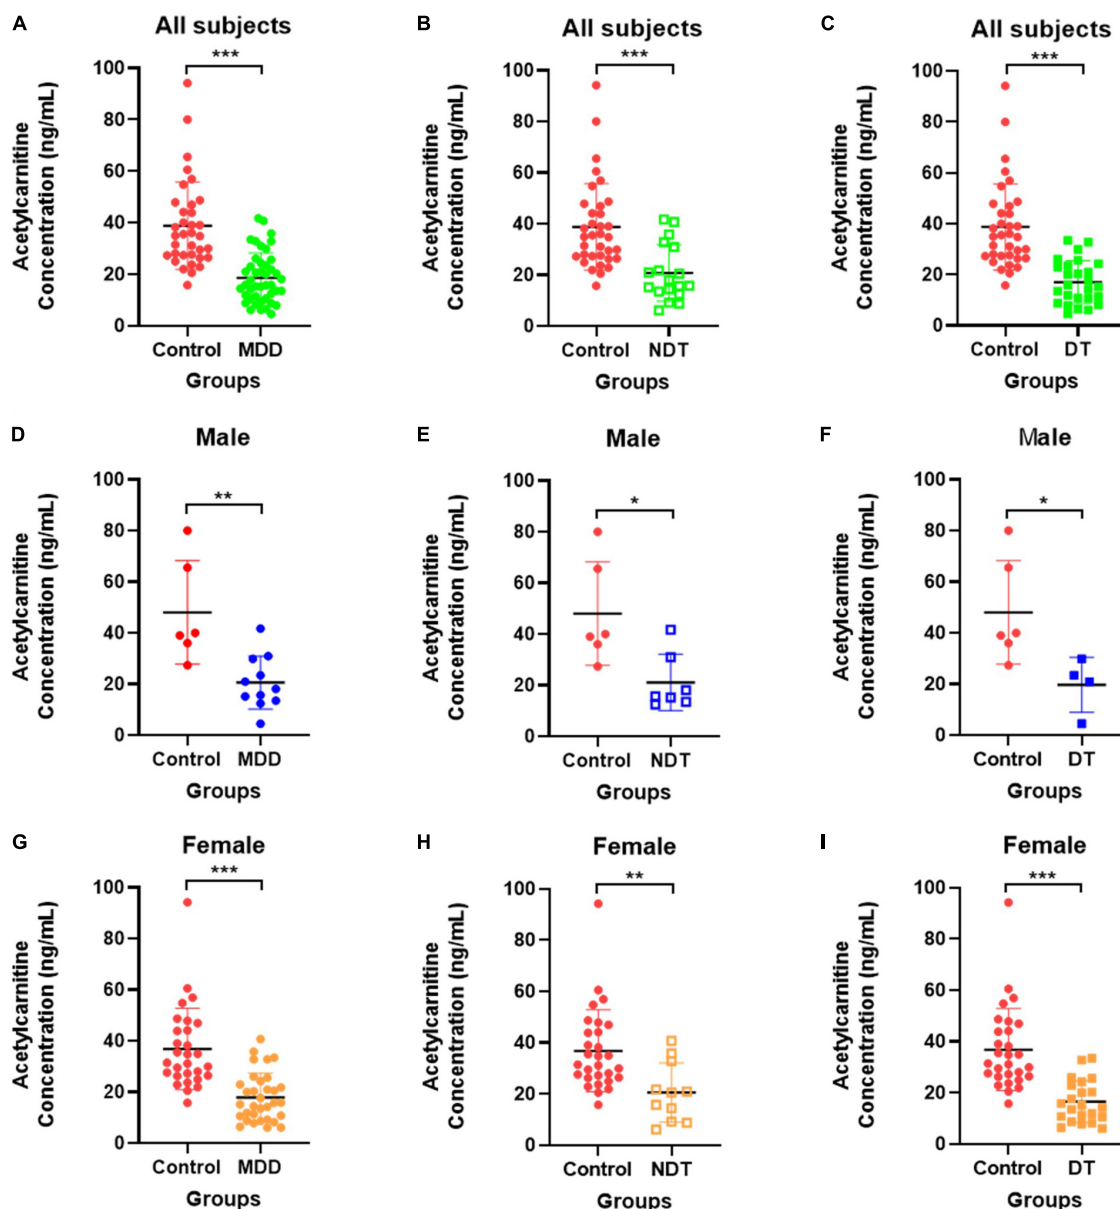 A
All subjects
***
Acetylcarnitine
Concentration (ng/mL)
100
80
60
40
20
0
Control MDD
Groups
B
All subjects
***
Acetylcarnitine
Concentration (ng/mL)
100
80
60
40
20
0
Control NDT
Groups
C
All subjects
***
Acetylcarnitine
Concentration (ng/mL)
100
80
60
40
20
0
Control DT
Groups
D
Male
**
Acetylcarnitine
Concentration (ng/mL)
100
80
60
40
20
0
Control MDD
Groups
E
Male
*
Acetylcarnitine
Concentration (ng/mL)
100
80
60
40
20
0
Control NDT
Groups
F
Male
*
Acetylcarnitine
Concentration (ng/mL)
100
80
60
40
20
0
Control DT
Groups
G
Female
***
Acetylcarnitine
Concentration (ng/mL)
100
80
60
40
20
0
Control MDD
Groups
H
Female
**
Acetylcarnitine
Concentration (ng/mL)
100
80
60
40
20
0
Control NDT
Groups
I
Female
***
Acetylcarnitine
Concentration (ng/mL)
100
80
60
40
20
0
Control DT
Groups